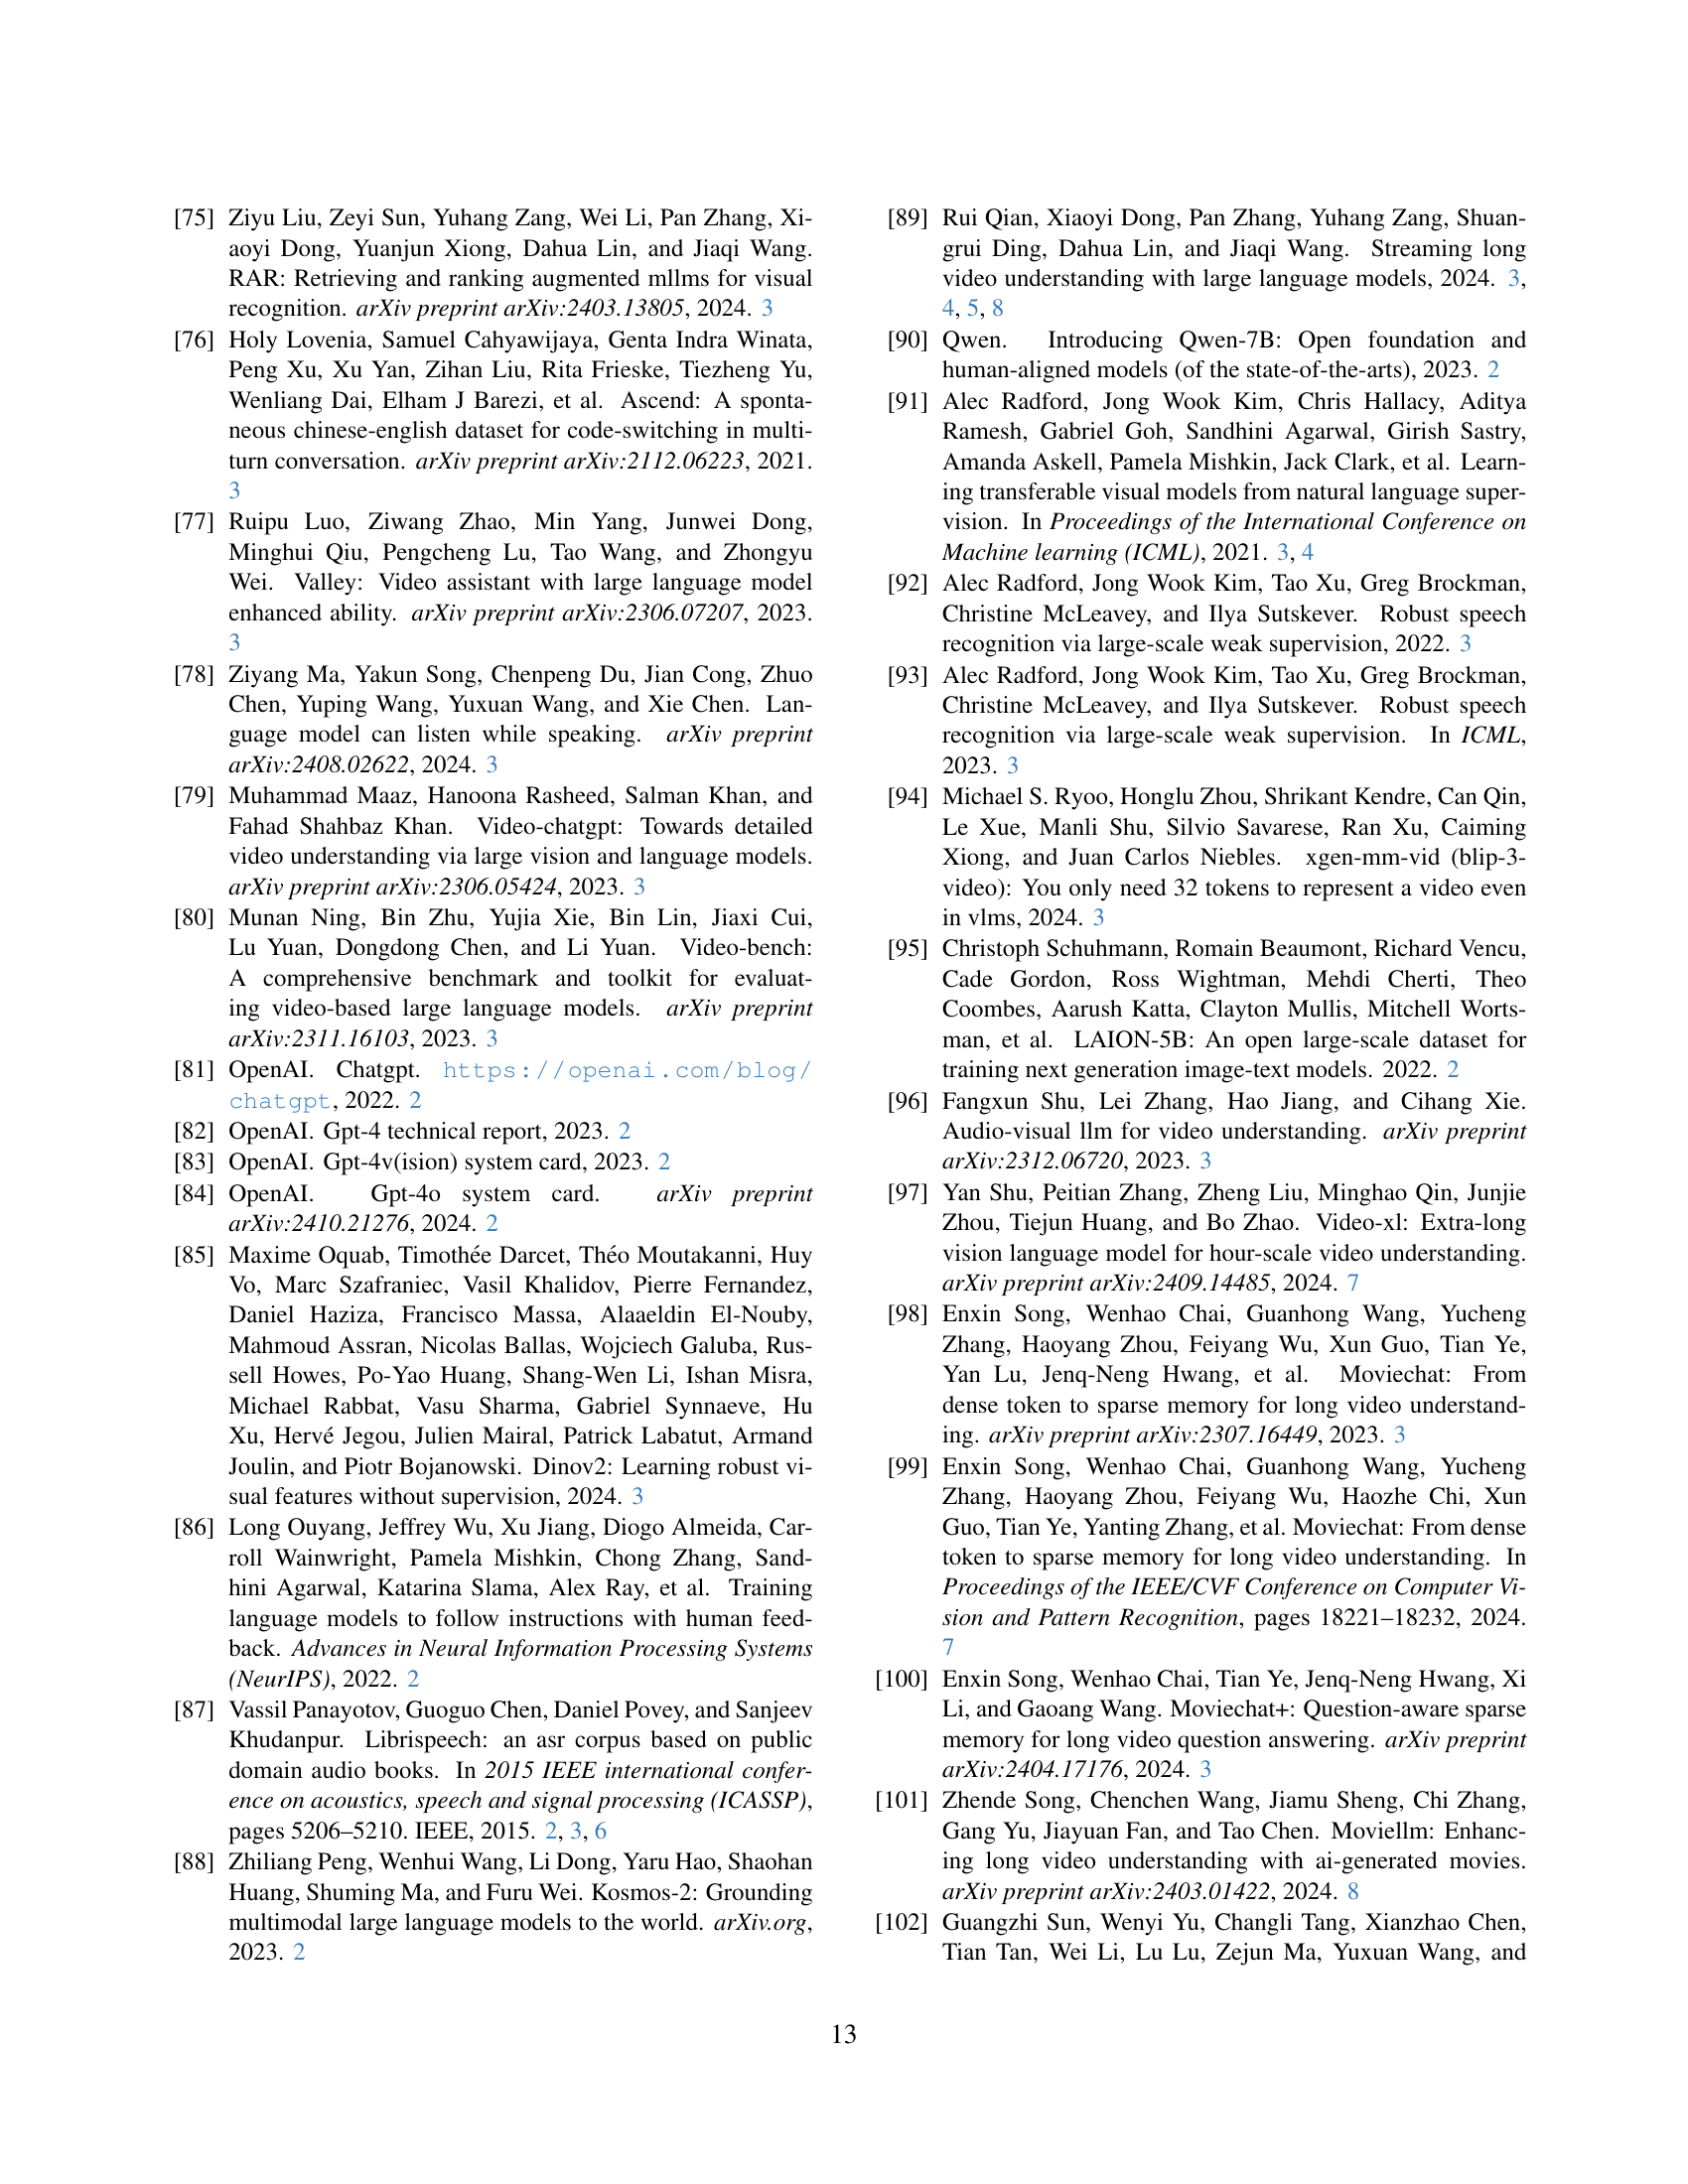 [75] Ziyu Liu, Zeyi Sun, Yuhang Zang, Wei Li, Pan Zhang, Xi-
aoyi Dong, Yuanjun Xiong, Dahua Lin, and Jiaqi Wang.
RAR: Retrieving and ranking augmented mllms for visual
recognition. arXiv preprint arXiv:2403.13805, 2024. 3
[76] Holy Lovenia, Samuel Cahyawijaya, Genta Indra Winata,
Peng Xu, Xu Yan, Zihan Liu, Rita Frieske, Tiezheng Yu,
Wenliang Dai, Elham J Barezi, et al. Ascend: A sponta-
neous chinese-english dataset for code-switching in multi-
turn conversation. arXiv preprint arXiv:2112.06223, 2021.
3
[77] Ruipu Luo, Ziwang Zhao, Min Yang, Junwei Dong,
Minghui Qiu, Pengcheng Lu, Tao Wang, and Zhongyu
Wei. Valley: Video assistant with large language model
enhanced ability. arXiv preprint arXiv:2306.07207, 2023.
3
[78] Ziyang Ma, Yakun Song, Chenpeng Du, Jian Cong, Zhuo
Chen, Yuping Wang, Yuxuan Wang, and Xie Chen. Lan-
guage model can listen while speaking. arXiv preprint
arXiv:2408.02622, 2024. 3
[79] Muhammad Maaz, Hanoona Rasheed, Salman Khan, and
Fahad Shahbaz Khan. Video-chatgpt: Towards detailed
video understanding via large vision and language models.
arXiv preprint arXiv:2306.05424, 2023. 3
[80] Munan Ning, Bin Zhu, Yujia Xie, Bin Lin, Jiaxi Cui,
Lu Yuan, Dongdong Chen, and Li Yuan. Video-bench:
A comprehensive benchmark and toolkit for evaluat-
ing video-based large language models. arXiv preprint
arXiv:2311.16103, 2023. 3
[81] OpenAI. Chatgpt. https://openai.com/blog/
chatgpt, 2022. 2
[82] OpenAI. Gpt-4 technical report, 2023. 2
[83] OpenAI. Gpt-4v(ision) system card, 2023. 2
[84] OpenAI. Gpt-4o system card. arXiv preprint
arXiv:2410.21276, 2024. 2
[85] Maxime Oquab, Timothée Darcet, Théo Moutakanni, Huy
Vo, Marc Szafraniec, Vasil Khalidov, Pierre Fernandez,
Daniel Haziza, Francisco Massa, Alaaeldin El-Nouby,
Mahmoud Assran, Nicolas Ballas, Wojciech Galuba, Rus-
sell Howes, Po-Yao Huang, Shang-Wen Li, Ishan Misra,
Michael Rabbat, Vasu Sharma, Gabriel Synnaeve, Hu
Xu, Hervé Jegou, Julien Mairal, Patrick Labatut, Armand
Joulin, and Piotr Bojanowski. Dinov2: Learning robust vi-
sual features without supervision, 2024. 3
[86] Long Ouyang, Jeffrey Wu, Xu Jiang, Diogo Almeida, Car-
roll Wainwright, Pamela Mishkin, Chong Zhang, Sand-
hini Agarwal, Katarina Slama, Alex Ray, et al. Training
language models to follow instructions with human feed-
back. Advances in Neural Information Processing Systems
(NeurIPS), 2022. 2
[87] Vassil Panayotov, Guoguo Chen, Daniel Povey, and Sanjeev
Khudanpur. Librispeech: an asr corpus based on public
domain audio books. In 2015 IEEE international confer-
ence on acoustics, speech and signal processing (ICASSP),
pages 5206–5210. IEEE, 2015. 2, 3, 6
[88] Zhiliang Peng, Wenhui Wang, Li Dong, Yaru Hao, Shaohan
Huang, Shuming Ma, and Furu Wei. Kosmos-2: Grounding
multimodal large language models to the world. arXiv.org,
2023. 2
[89] Rui Qian, Xiaoyi Dong, Pan Zhang, Yuhang Zang, Shuan-
grui Ding, Dahua Lin, and Jiaqi Wang. Streaming long
video understanding with large language models, 2024. 3,
4, 5, 8
[90] Qwen. Introducing Qwen-7B: Open foundation and
human-aligned models (of the state-of-the-arts), 2023. 2
[91] Alec Radford, Jong Wook Kim, Chris Hallacy, Aditya
Ramesh, Gabriel Goh, Sandhini Agarwal, Girish Sastry,
Amanda Askell, Pamela Mishkin, Jack Clark, et al. Learn-
ing transferable visual models from natural language super-
vision. In Proceedings of the International Conference on
Machine learning (ICML), 2021. 3, 4
[92] Alec Radford, Jong Wook Kim, Tao Xu, Greg Brockman,
Christine McLeavey, and Ilya Sutskever. Robust speech
recognition via large-scale weak supervision, 2022. 3
[93] Alec Radford, Jong Wook Kim, Tao Xu, Greg Brockman,
Christine McLeavey, and Ilya Sutskever. Robust speech
recognition via large-scale weak supervision. In ICML,
2023. 3
[94] Michael S. Ryoo, Honglu Zhou, Shrikant Kendre, Can Qin,
Le Xue, Manli Shu, Silvio Savarese, Ran Xu, Caiming
Xiong, and Juan Carlos Niebles. xgen-mm-vid (blip-3-
video): You only need 32 tokens to represent a video even
in vlms, 2024. 3
[95] Christoph Schuhmann, Romain Beaumont, Richard Vencu,
Cade Gordon, Ross Wightman, Mehdi Cherti, Theo
Coombes, Aarush Katta, Clayton Mullis, Mitchell Worts-
man, et al. LAION-5B: An open large-scale dataset for
training next generation image-text models. 2022. 2
[96] Fangxun Shu, Lei Zhang, Hao Jiang, and Cihang Xie.
Audio-visual llm for video understanding. arXiv preprint
arXiv:2312.06720, 2023. 3
[97] Yan Shu, Peitian Zhang, Zheng Liu, Minghao Qin, Junjie
Zhou, Tiejun Huang, and Bo Zhao. Video-xl: Extra-long
vision language model for hour-scale video understanding.
arXiv preprint arXiv:2409.14485, 2024. 7
[98] Enxin Song, Wenhao Chai, Guanhong Wang, Yucheng
Zhang, Haoyang Zhou, Feiyang Wu, Xun Guo, Tian Ye,
Yan Lu, Jenq-Neng Hwang, et al. Moviechat: From
dense token to sparse memory for long video understand-
ing. arXiv preprint arXiv:2307.16449, 2023. 3
[99] Enxin Song, Wenhao Chai, Guanhong Wang, Yucheng
Zhang, Haoyang Zhou, Feiyang Wu, Haozhe Chi, Xun
Guo, Tian Ye, Yanting Zhang, et al. Moviechat: From dense
token to sparse memory for long video understanding. In
Proceedings of the IEEE/CVF Conference on Computer Vi-
sion and Pattern Recognition, pages 18221–18232, 2024.
7
[100] Enxin Song, Wenhao Chai, Tian Ye, Jenq-Neng Hwang, Xi
Li, and Gaoang Wang. Moviechat+: Question-aware sparse
memory for long video question answering. arXiv preprint
arXiv:2404.17176, 2024. 3
[101] Zhende Song, Chenchen Wang, Jiamu Sheng, Chi Zhang,
Gang Yu, Jiayuan Fan, and Tao Chen. Moviellm: Enhanc-
ing long video understanding with ai-generated movies.
arXiv preprint arXiv:2403.01422, 2024. 8
[102] Guangzhi Sun, Wenyi Yu, Changli Tang, Xianzhao Chen,
Tian Tan, Wei Li, Lu Lu, Zejun Ma, Yuxuan Wang, and
13